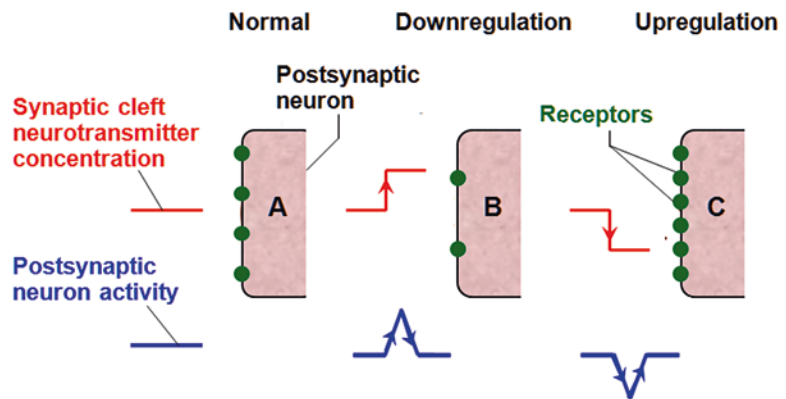 Normal
Downregulation
Upregulation
Postsynaptic
neuron
Synaptic cleft
neurotransmitter
concentration
Receptors
A
B
C
Postsynaptic
neuron activity